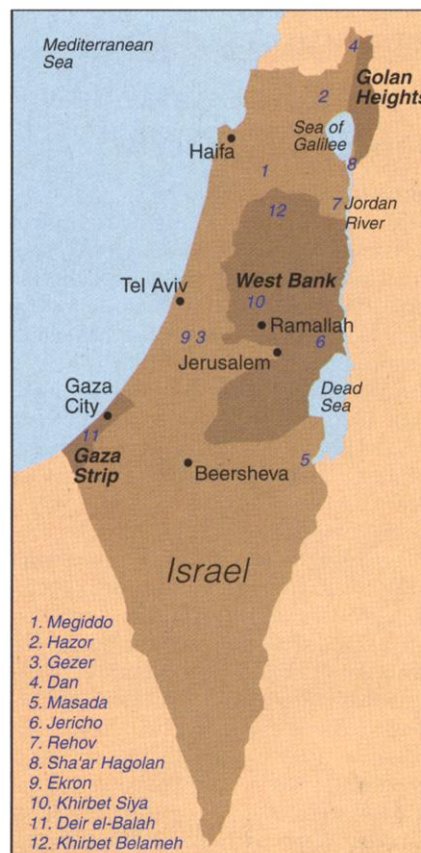 Mediterranean
Sea
4
Golan
Heights
2
Sea of
Galilee
Haifa
8
1
12
7 Jordan
River
West Bank
Tel Aviv
10
Ramallah
9 3
6
Jerusalem
Dead
Sea
Gaza
City
11
Gaza
Strip
5
Beersheva
Israel
1. Megiddo
2. Hazor
3. Gezer
4. Dan
5. Masada
6. Jericho
7. Rehov
8. Sha'ar Hagolan
9. Ekron
10. Khirbet Siya
11. Deir el-Balah
12. Khirbet Belameh